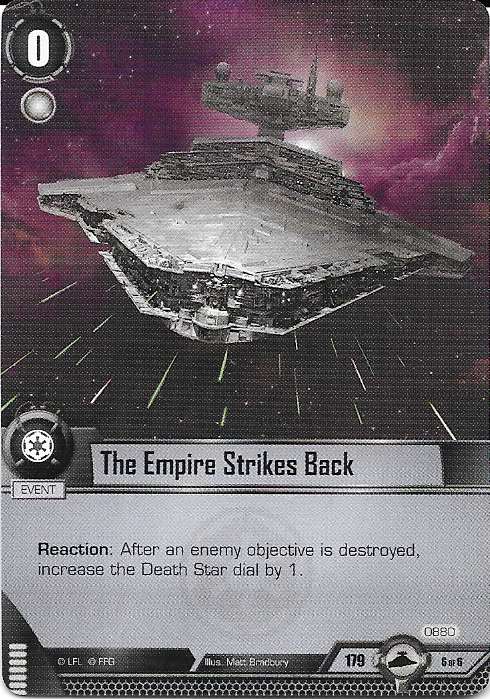 0
The Empire Strikes Back
EVENT
Reaction: After an enemy objective is destroyed,
increase the Death Star dial by 1.
0880
© LFL © FFG
Illus. Matt Bradbury
179
6 of 6